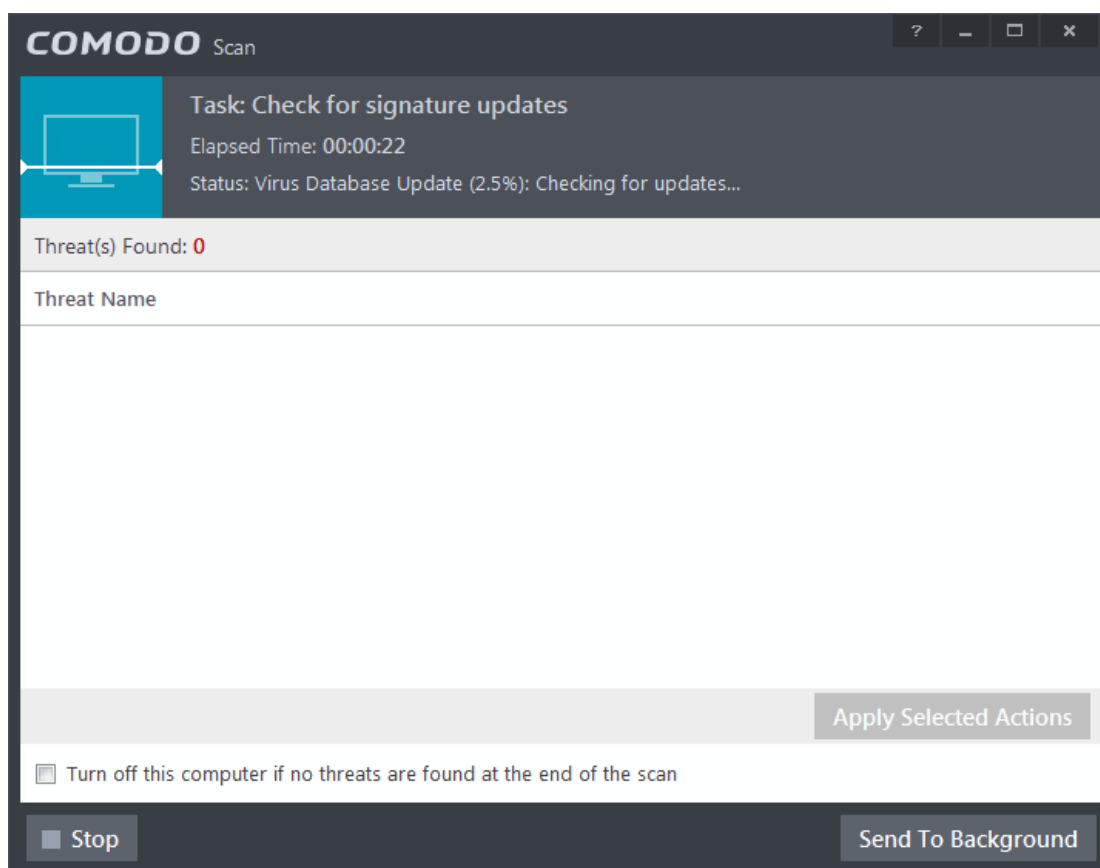 COMODO Scan
?
Task: Check for signature updates
Elapsed Time: 00:00:22
Status: Virus Database Update (2.5%): Checking for updates...
Threat(s) Found: 0
Threat Name
Apply Selected Actions
Turn off this computer if no threats are found at the end of the scan
Stop
Send To Background